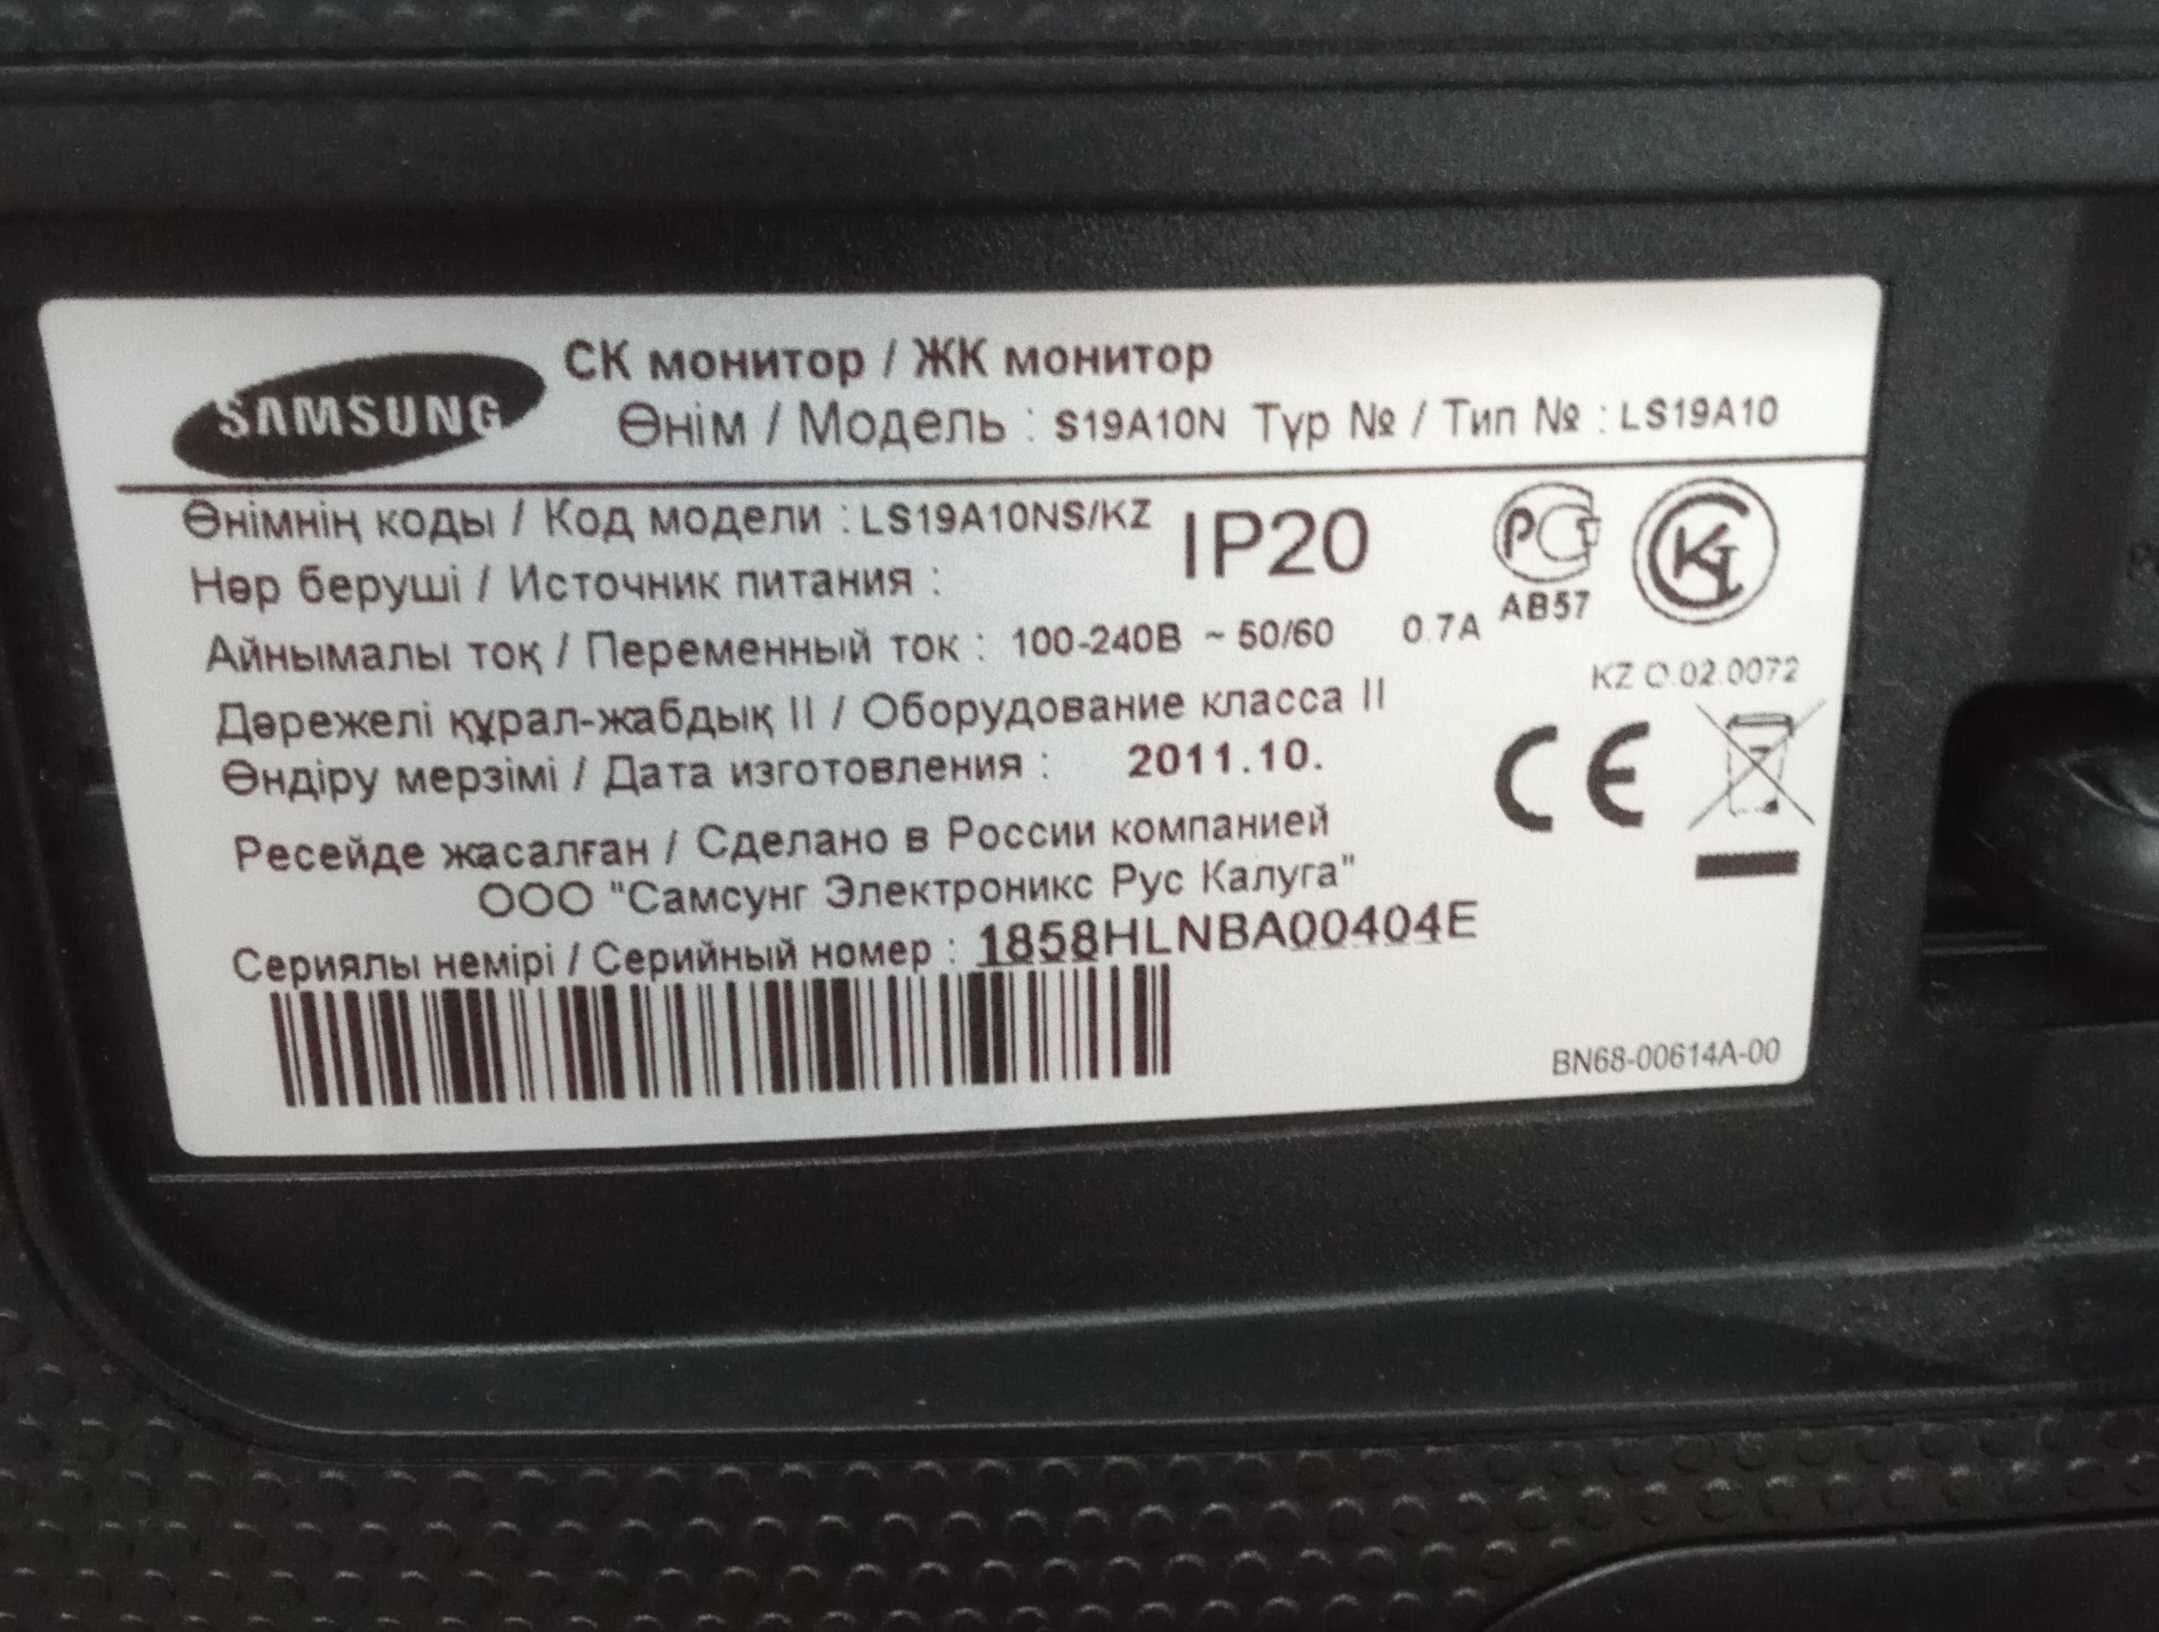 SAMSUNG
СК монитор / ЖК монитор
Өнім / Модель : S19A10N Түр № / Тип № : LS19A10
Өнімнің коды / Код модели : LS19A10NS/KZ
IP20
Нәр беруші / Источник питания :
АВ57
Айнымалы тоқ / Переменный ток : 100-240В ~ 50/60 0.7А
KZ O.02.0072
Дәрежелі құрал-жабдық II / Оборудование класса II
Өндіру мерзімі / Дата изготовления : 2011.10.
CE
Ресейде жасалған / Сделано в России компанией
ООО "Самсунг Электроникс Рус Калуга"
Сериялы немірі / Серийный номер : 1858HLNBA00404E
BN68-00614A-00